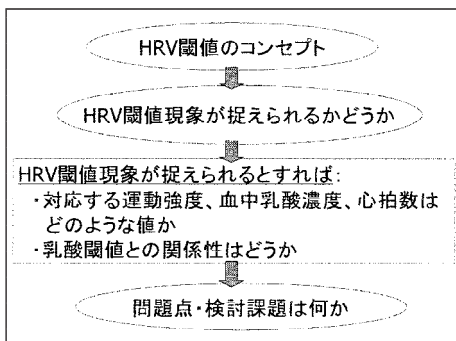 HRV閾値のコンセプト
HRV閾値現象が捉えられるかどうか
HRV閾値現象が捉えられるとすれば:
・対応する運動強度、血中乳酸濃度、心拍数は
どのような値か
・乳酸閾値との関係性はどうか
問題点・検討課題は何か